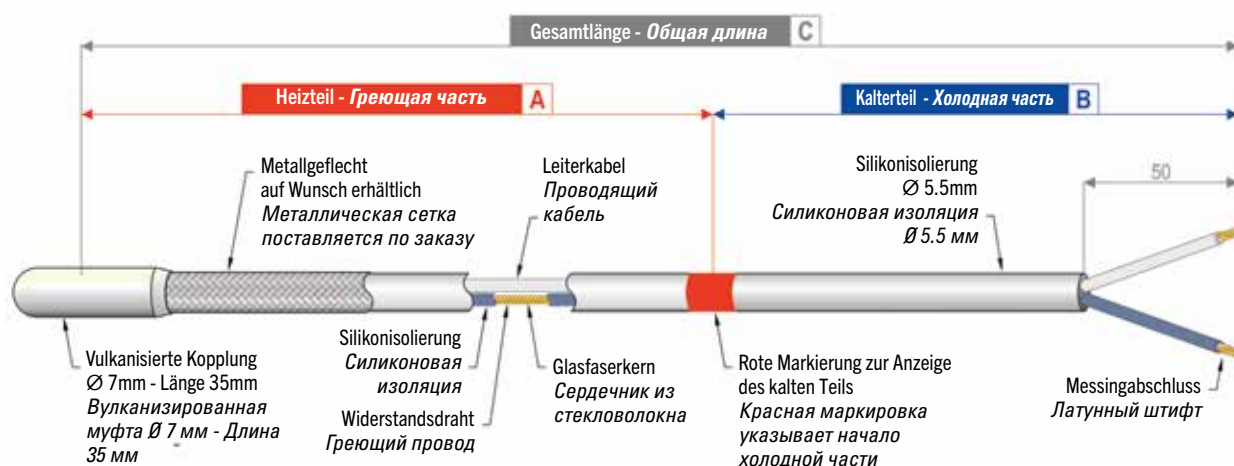 Gesamtlänge - Общая длина C
Heizteil - Греющая часть A
Kalterteil - Холодная часть B
Metallgeflecht
auf Wunsch erhältlich
Металлическая сетка
поставляется по заказу
Leiterkabel
Проводящий
кабель
Silikonisolierung
Ø 5.5mm
Силиконовая изоляция
Ø 5.5 мм
50
Vulkanisierte Kopplung
Ø 7mm - Länge 35mm
Вулканизированная
муфта Ø 7 мм - Длина
35 мм
Silikonisolierung
Силиконовая
изоляция
Widerstandsdraht
Греющий провод
Glasfaserkern
Сердечник из
стекловолокна
Rote Markierung zur Anzeige
des kalten Teils
Красная маркировка
указывает начало
холодной части
Messingabschluss
Латунный штифт